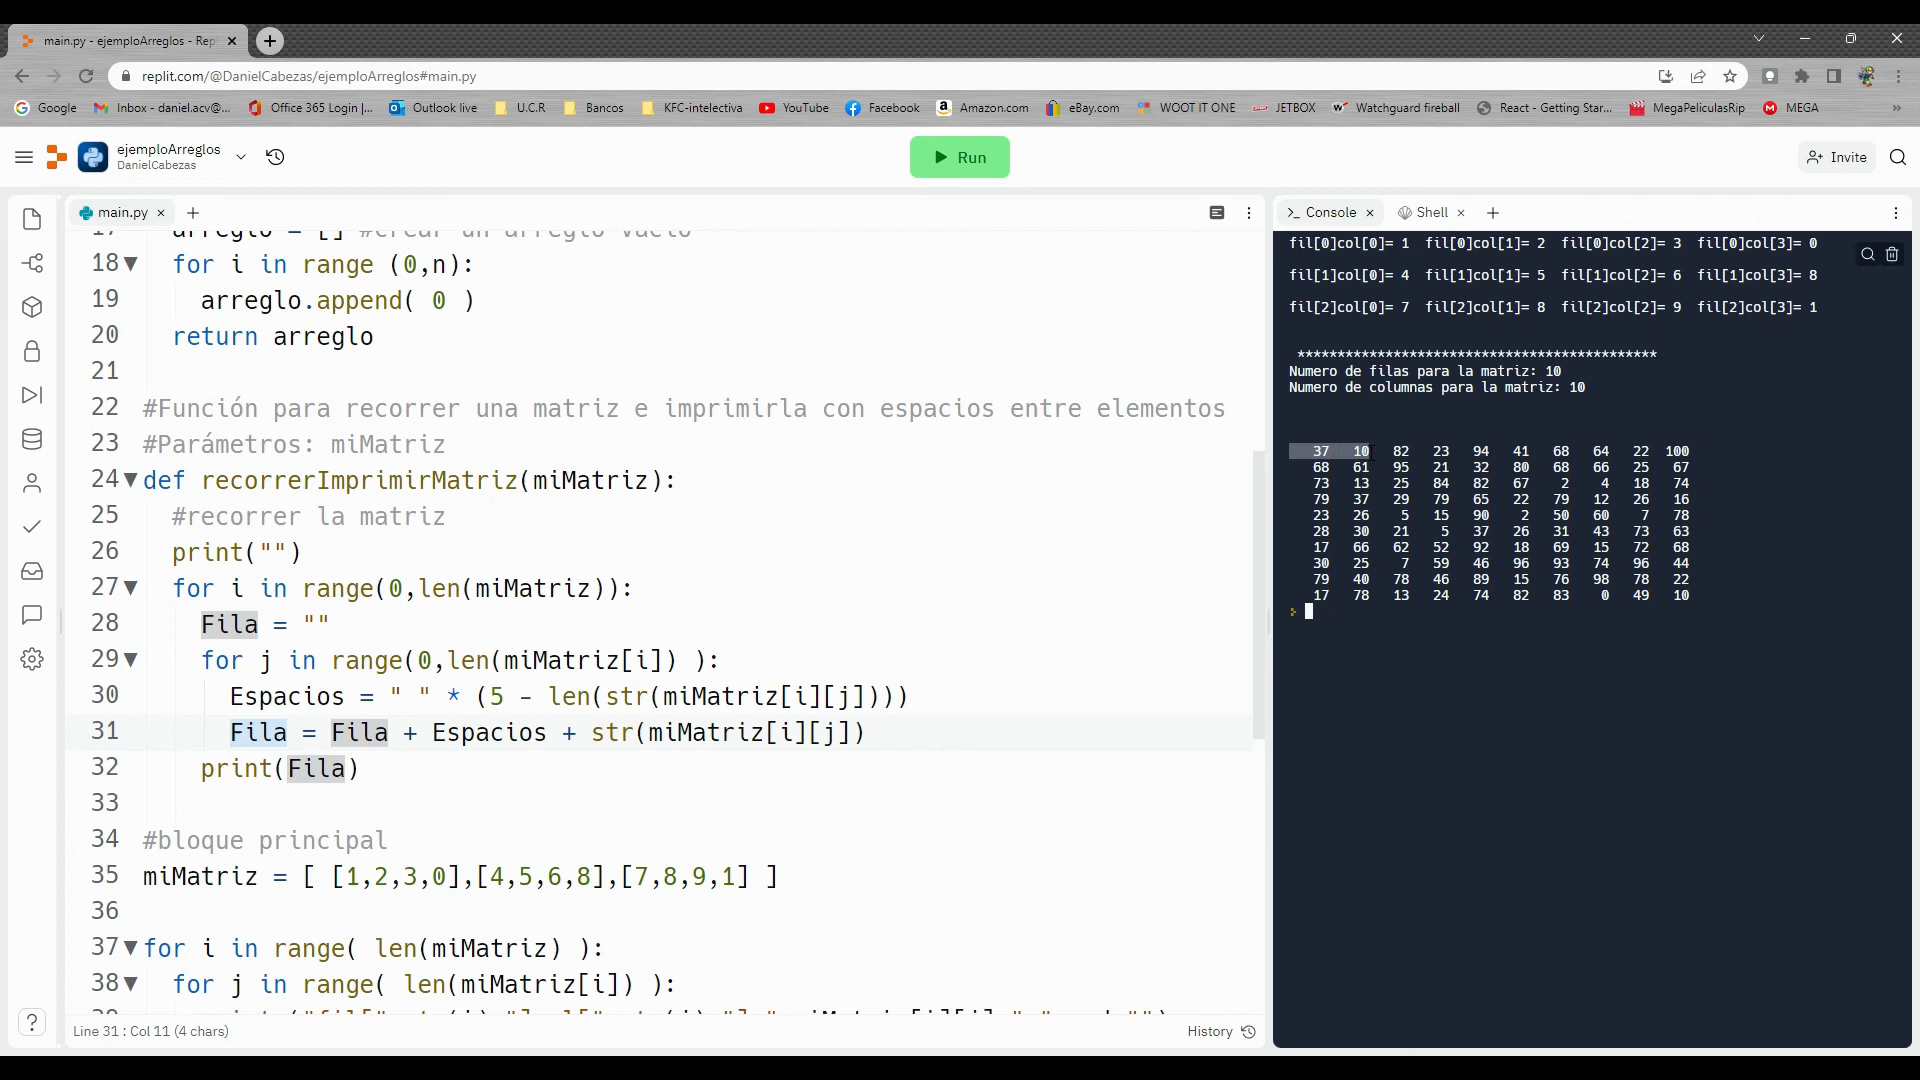 main.py - ejemploArreglos - Rep
replit.com/@DanielCabezas/ejemploArreglos#main.py
Google Inbox - daniel.acv@... Office 365 Login |... Outlook live U.C.R Bancos KFC-intelectiva YouTube Facebook Amazon.com eBay.com WOOT IT ONE JETBOX Watchguard fireball React - Getting Star... MegaPeliculasRip MEGA »
ejemploArreglos
DanielCabezas
Run
Invite
main.py
17 arreglo = [] #crear un arreglo vacío
18 for i in range (0,n):
19 arreglo.append( 0 )
20 return arreglo
21
22 #Función para recorrer una matriz e imprimirla con espacios entre elementos
23 #Parámetros: miMatriz
24 def recorrerImprimirMatriz(miMatriz):
25 #recorrer la matriz
26 print("")
27 for i in range(0,len(miMatriz)):
28 Fila = ""
29 for j in range(0,len(miMatriz[i]) ):
30 Espacios = " " * (5 - len(str(miMatriz[i][j])))
31 Fila = Fila + Espacios + str(miMatriz[i][j])
32 print(Fila)
33
34 #bloque principal
35 miMatriz = [ [1,2,3,0],[4,5,6,8],[7,8,9,1] ]
36
37 for i in range( len(miMatriz) ):
38 for j in range( len(miMatriz[i]) ):
Line 31 : Col 11 (4 chars)
History
Console
Shell
fil[0]col[0]= 1 fil[0]col[1]= 2 fil[0]col[2]= 3 fil[0]col[3]= 0
fil[1]col[0]= 4 fil[1]col[1]= 5 fil[1]col[2]= 6 fil[1]col[3]= 8
fil[2]col[0]= 7 fil[2]col[1]= 8 fil[2]col[2]= 9 fil[2]col[3]= 1
*********************************************
Numero de filas para la matriz: 10
Numero de columnas para la matriz: 10
37 10 82 23 94 41 68 64 22 100
68 61 95 21 32 80 68 66 25 67
73 13 25 84 82 67 2 4 18 74
79 37 29 79 65 22 79 12 26 16
23 26 5 15 90 2 50 60 7 78
28 30 21 5 37 26 31 43 73 63
17 66 62 52 92 18 69 15 72 68
30 25 7 59 46 96 93 74 96 44
79 40 78 46 89 15 76 98 78 22
17 78 13 24 74 82 83 0 49 10